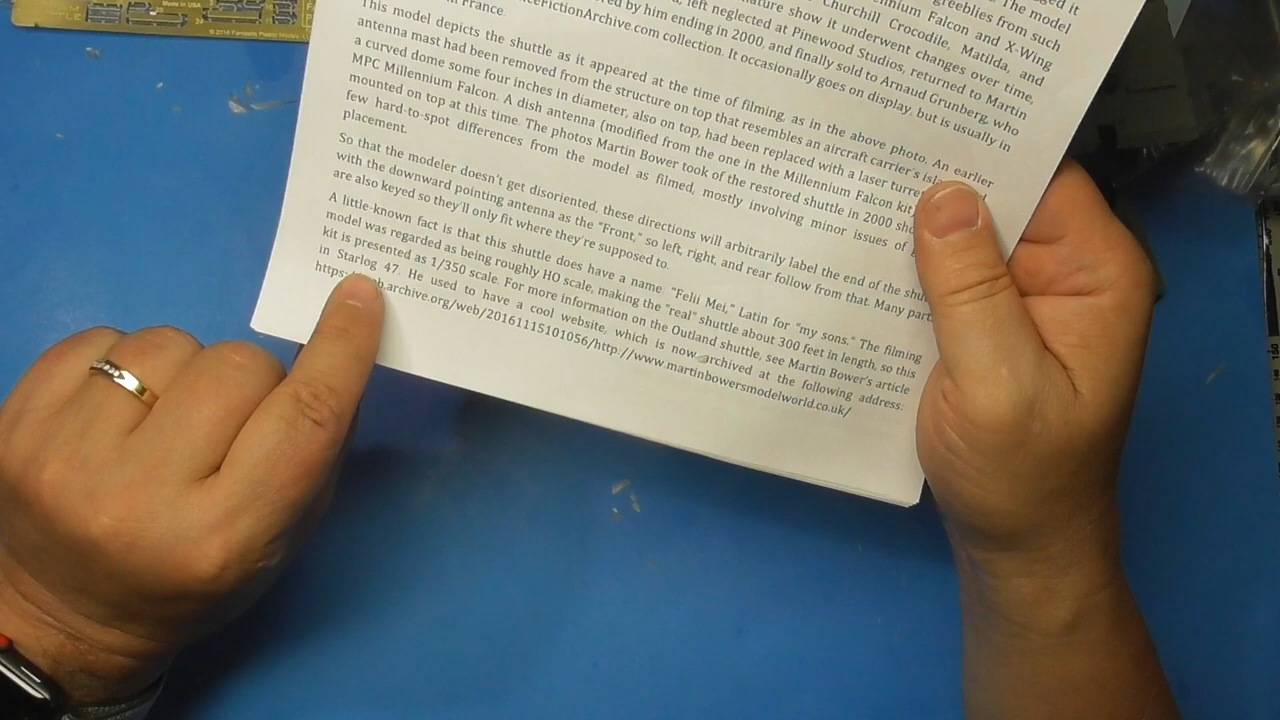 Made in USA
© 2016 Fantastic Plastic Models
it
The model
greeblies from such
Falcon and X-Wing
Churchill Crocodile, Matilda, and
show it underwent changes over time,
left neglected at Pinewood Studios, returned to Martin
by him ending in 2000, and finally sold to Arnaud Grunberg, who
FictionArchive.com collection. It occasionally goes on display, but is usually in
France.
This model depicts the shuttle as it appeared at the time of filming, as in the above photo. An earlier
antenna mast had been removed from the structure on top that resembles an aircraft carrier's
a curved dome some four inches in diameter, also on top, had been replaced with a laser
MPC Millennium Falcon. A dish antenna (modified from the one in the Millennium Falcon kit
mounted on top at this time. The photos Martin Bower took of the restored shuttle in 2000
few hard-to-spot differences from the model as filmed, mostly involving minor issues of
placement.
So that the modeler doesn't get disoriented, these directions will arbitrarily label the end of the
with the downward pointing antenna as the "Front," so left, right, and rear follow from that. Many
are also keyed so they'll only fit where they're supposed to.
A little-known fact is that this shuttle does have a name: "Felii Mei," Latin for "my sons." The filming
model was regarded as being roughly HO scale, making the "real" shuttle about 300 feet in length, so this
kit is presented as 1/350 scale. For more information on the Outland shuttle, see Martin Bower's article
in Starlog 47. He used to have a cool website, which is now archived at the following address:
https: b.archive.org/web/20161115101056/http://www.martinbowersmodelworld.co.uk/